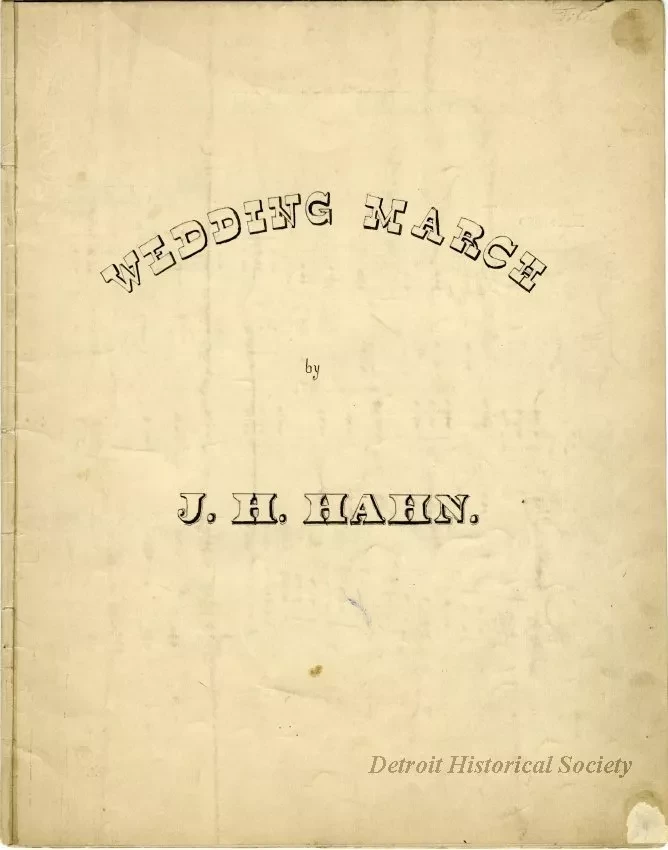 WEDDING MARCH
by
J. H. HAHN.
Detroit Historical Society